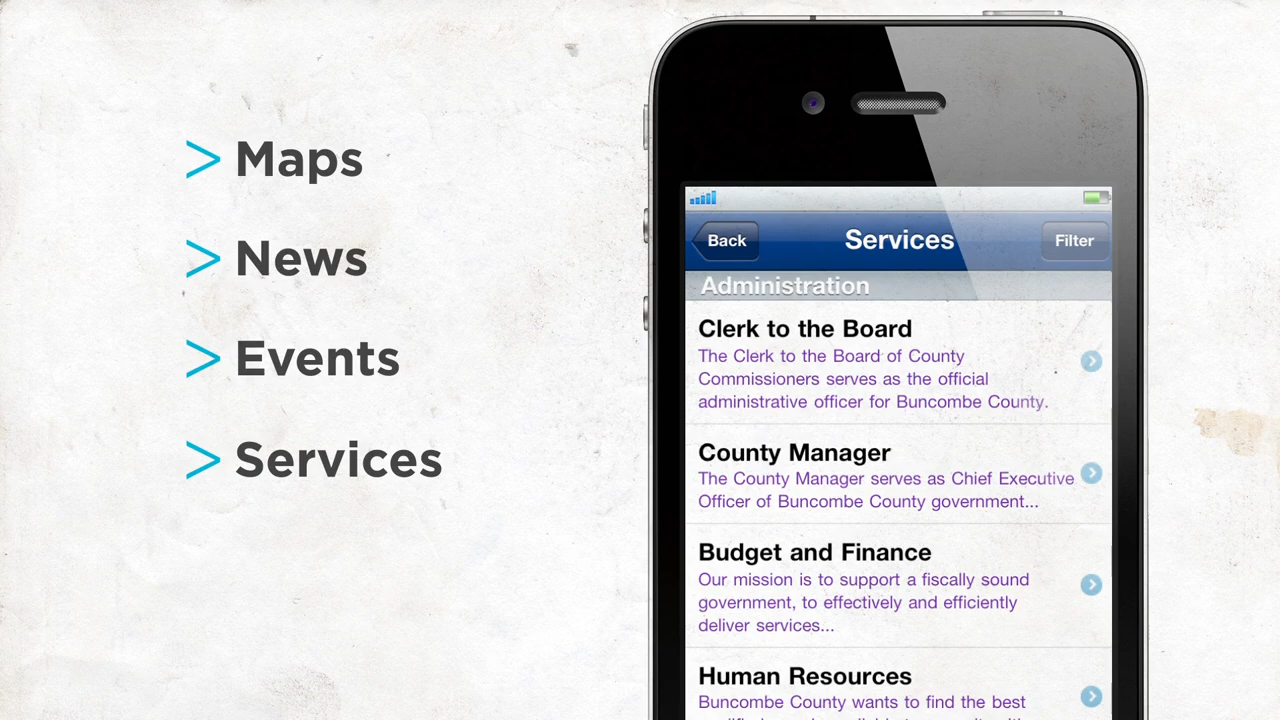 > Maps
> News
> Events
> Services
Back
Services
Filter
Administration
Clerk to the Board
The Clerk to the Board of County
Commissioners serves as the official
administrative officer for Buncombe County.
County Manager
The County Manager serves as Chief Executive
Officer of Buncombe County government...
Budget and Finance
Our mission is to support a fiscally sound
government, to effectively and efficiently
deliver services...
Human Resources
Buncombe County wants to find the best